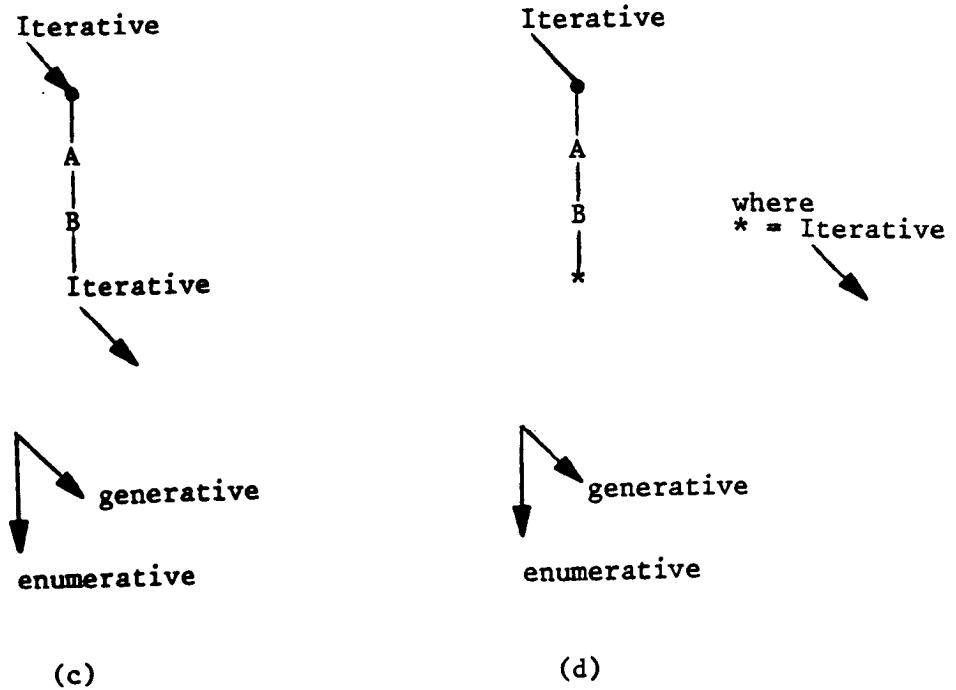 Iterative
A
B
Iterative
generative
enumerative
(c)
Iterative
A
B
*
where
* = Iterative
generative
enumerative
(d)